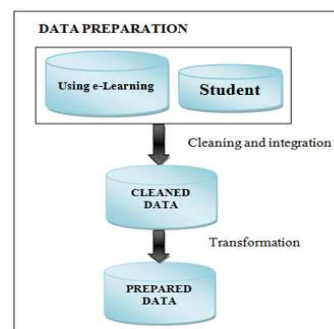 DATA PREPARATION
Using e-Learning
Student
Cleaning and integration
CLEANED
DATA
Transformation
PREPARED
DATA